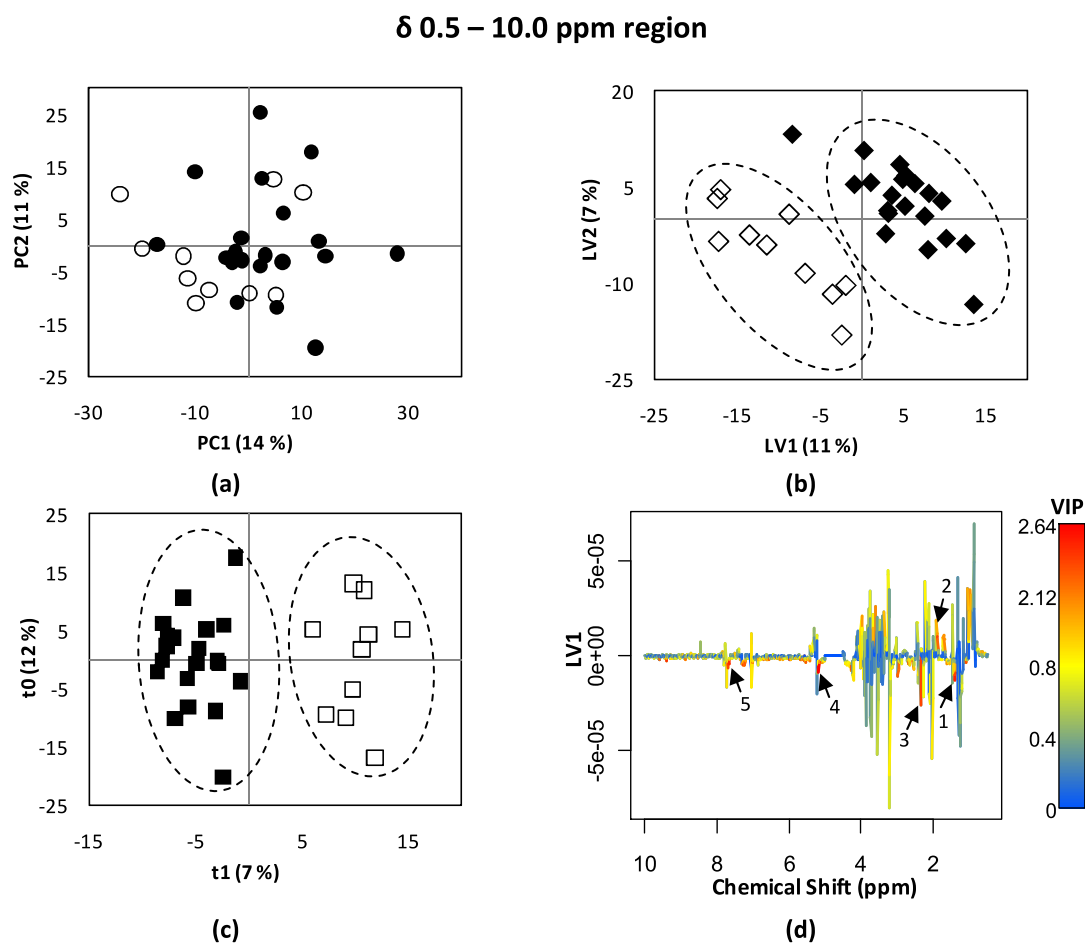 δ 0.5 – 10.0 ppm region
PC2 (11 %)
25
15
5
-5
-15
-25
-30
-10
10
30
PC1 (14 %)
(a)
LV2 (7 %)
20
5
-10
-25
-25
-15
-5
5
15
LV1 (11 %)
(b)
t0 (12 %)
25
15
5
-5
-15
-25
-15
-5
5
15
t1 (7 %)
(c)
LV1
5e-05
0e+00
-5e-05
10
8
6
4
2
Chemical Shift (ppm)
1
2
3
4
5
VIP
2.64
2.12
0.8
0.4
0
(d)